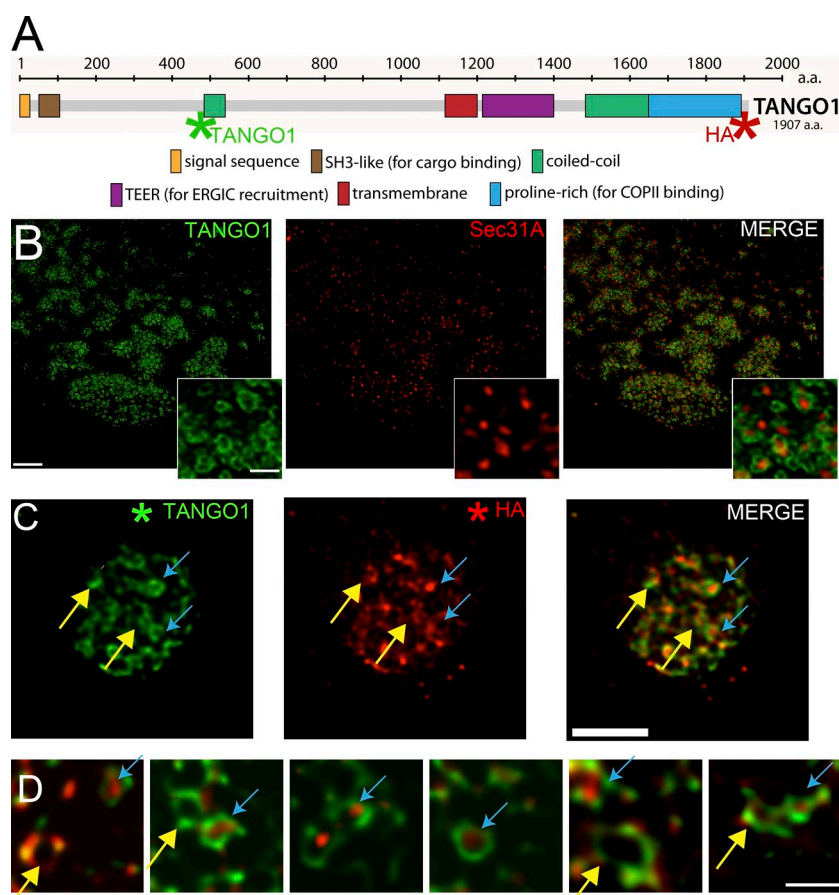 A
1 200 400 600 800 1000 1200 1400 1600 1800 2000
a.a.
TANGO1
1907 a.a.
*TANGO1
HA*
signal sequence SH3-like (for cargo binding) coiled-coil
TEER (for ERGIC recruitment) transmembrane proline-rich (for COPII binding)
B TANGO1 Sec31A MERGE
C * TANGO1 * HA MERGE
D